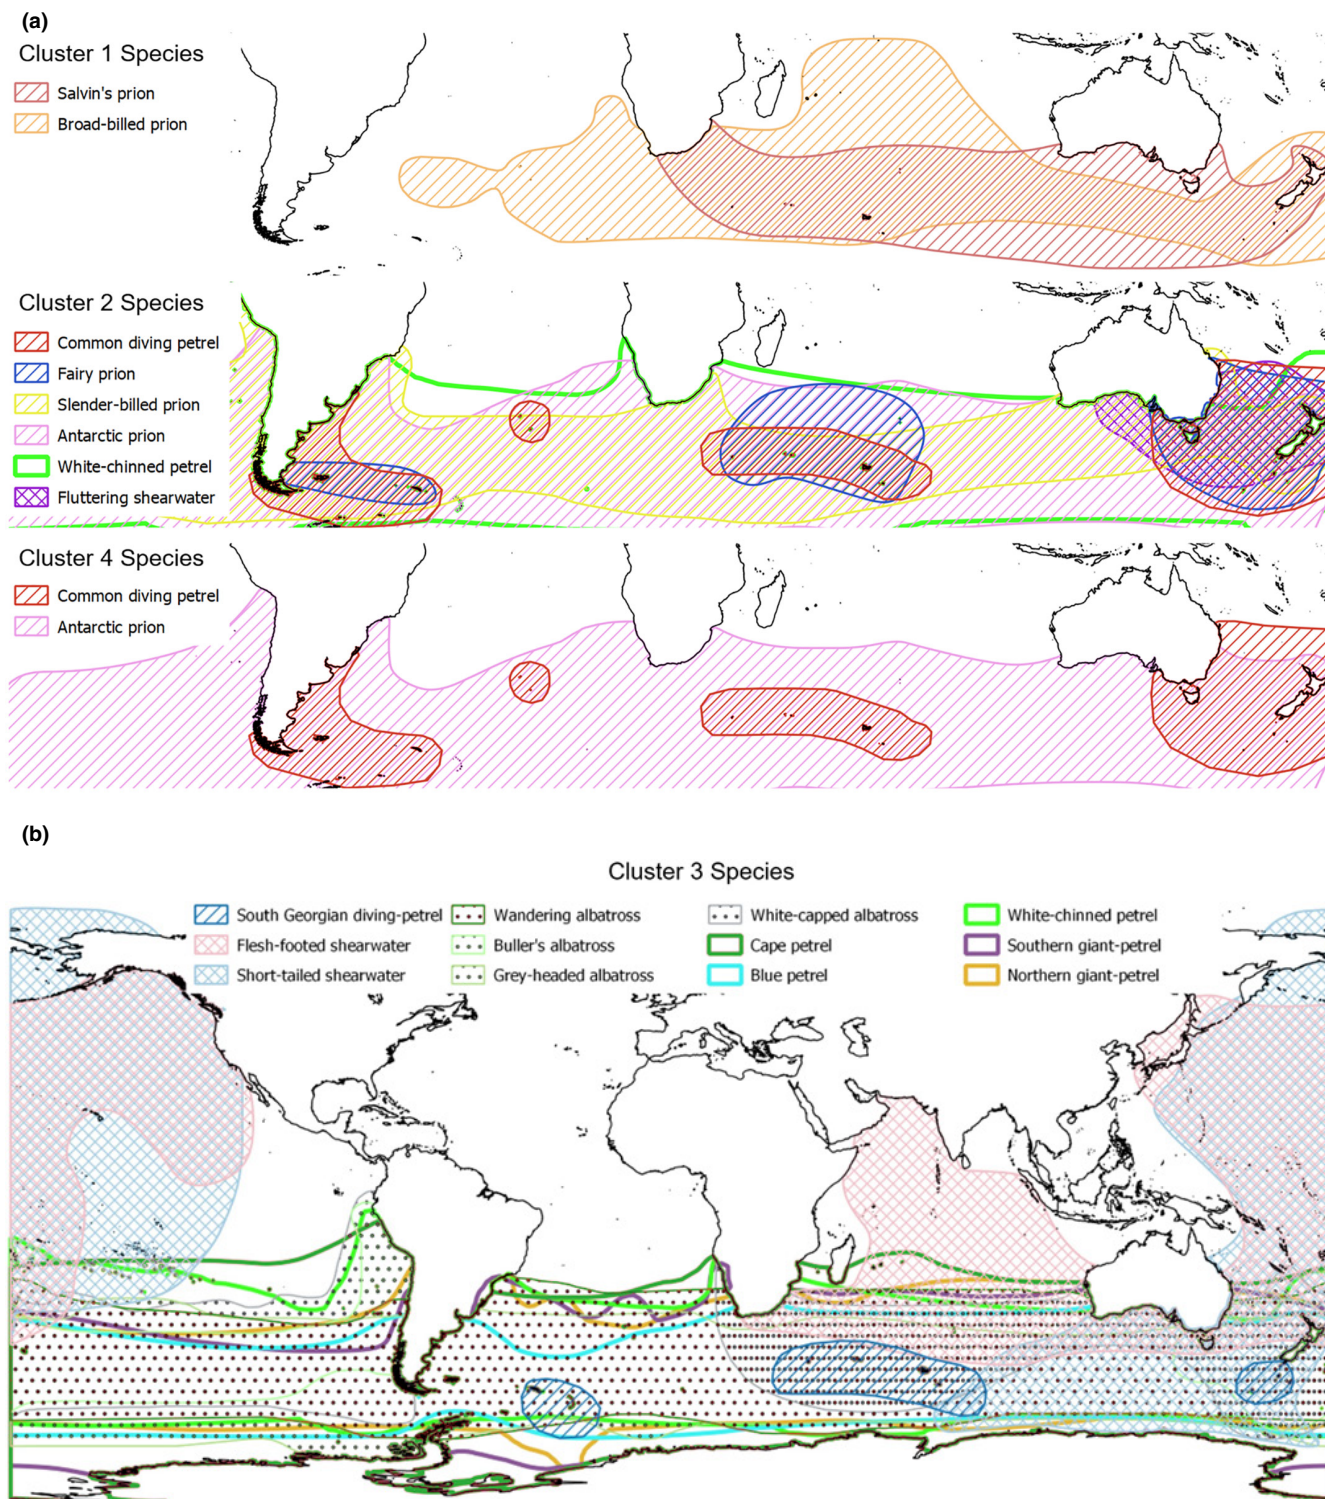 (a)
Cluster 1 Species
Salvin's prion
Broad-billed prion
Cluster 2 Species
Common diving petrel
Fairy prion
Slender-billed prion
Antarctic prion
White-chinned petrel
Fluttering shearwater
Cluster 4 Species
Common diving petrel
Antarctic prion
(b)
Cluster 3 Species
South Georgian diving-petrel Wandering albatross White-capped albatross White-chinned petrel
Flesh-footed shearwater Buller's albatross Cape petrel Southern giant-petrel
Short-tailed shearwater Grey-headed albatross Blue petrel Northern giant-petrel